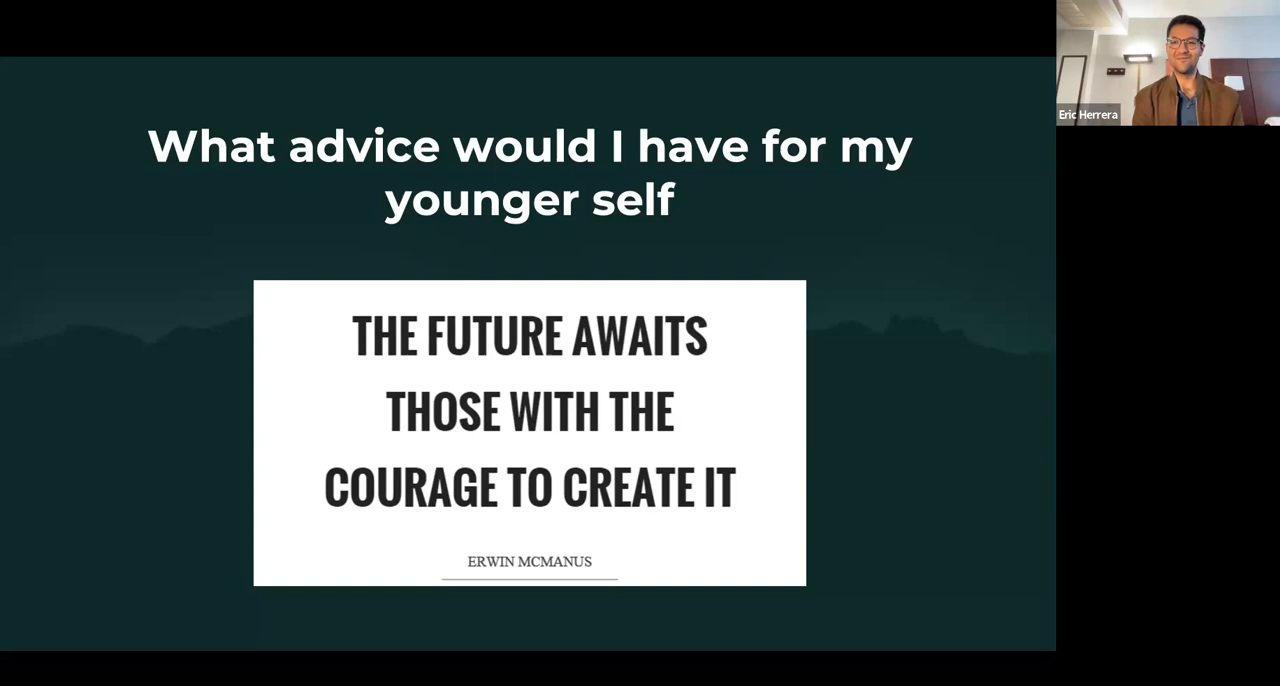 What advice would I have for my
younger self
THE FUTURE AWAITS
THOSE WITH THE
COURAGE TO CREATE IT
ERWIN MCMANUS
Eric Herrera